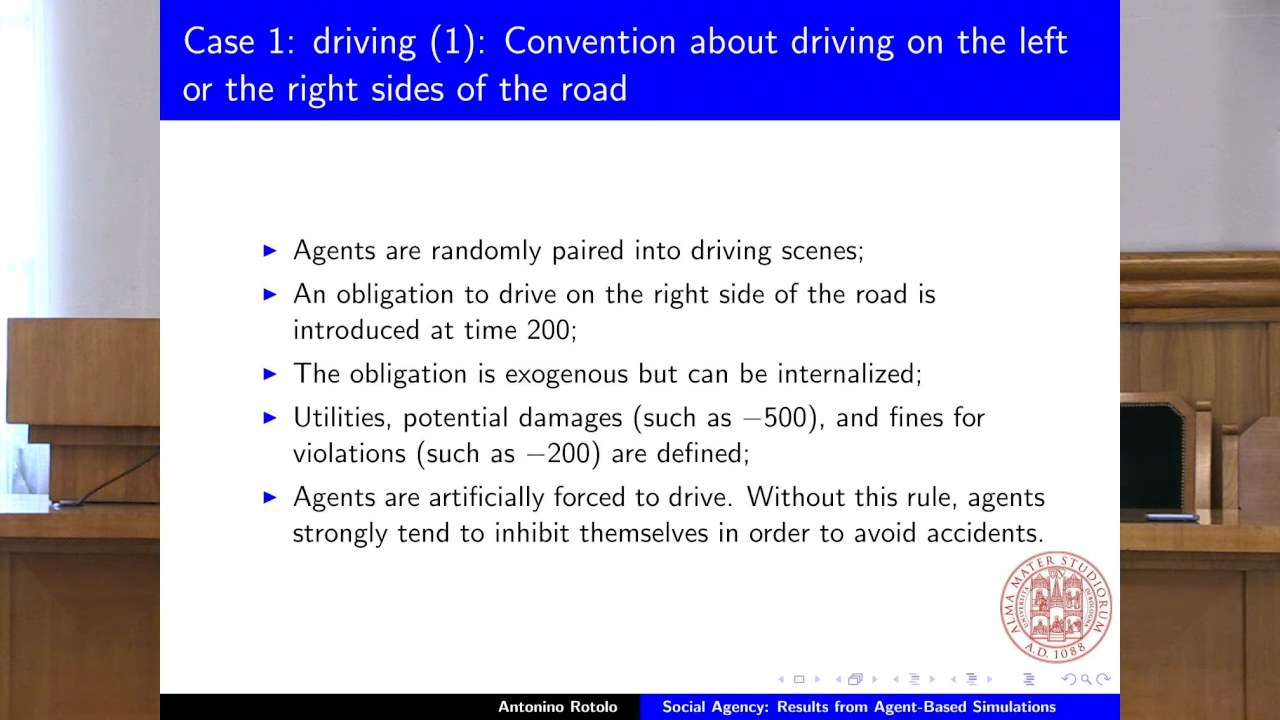 Case 1: driving (1): Convention about driving on the left
or the right sides of the road
Agents are randomly paired into driving scenes;
An obligation to drive on the right side of the road is
introduced at time 200;
The obligation is exogenous but can be internalized;
Utilities, potential damages (such as −500), and fines for
violations (such as −200) are defined;
Agents are artificially forced to drive. Without this rule, agents
strongly tend to inhibit themselves in order to avoid accidents.
ALMA MATER STUDIORUM
A.D. 1088
Antonino Rotolo
Social Agency: Results from Agent-Based Simulations